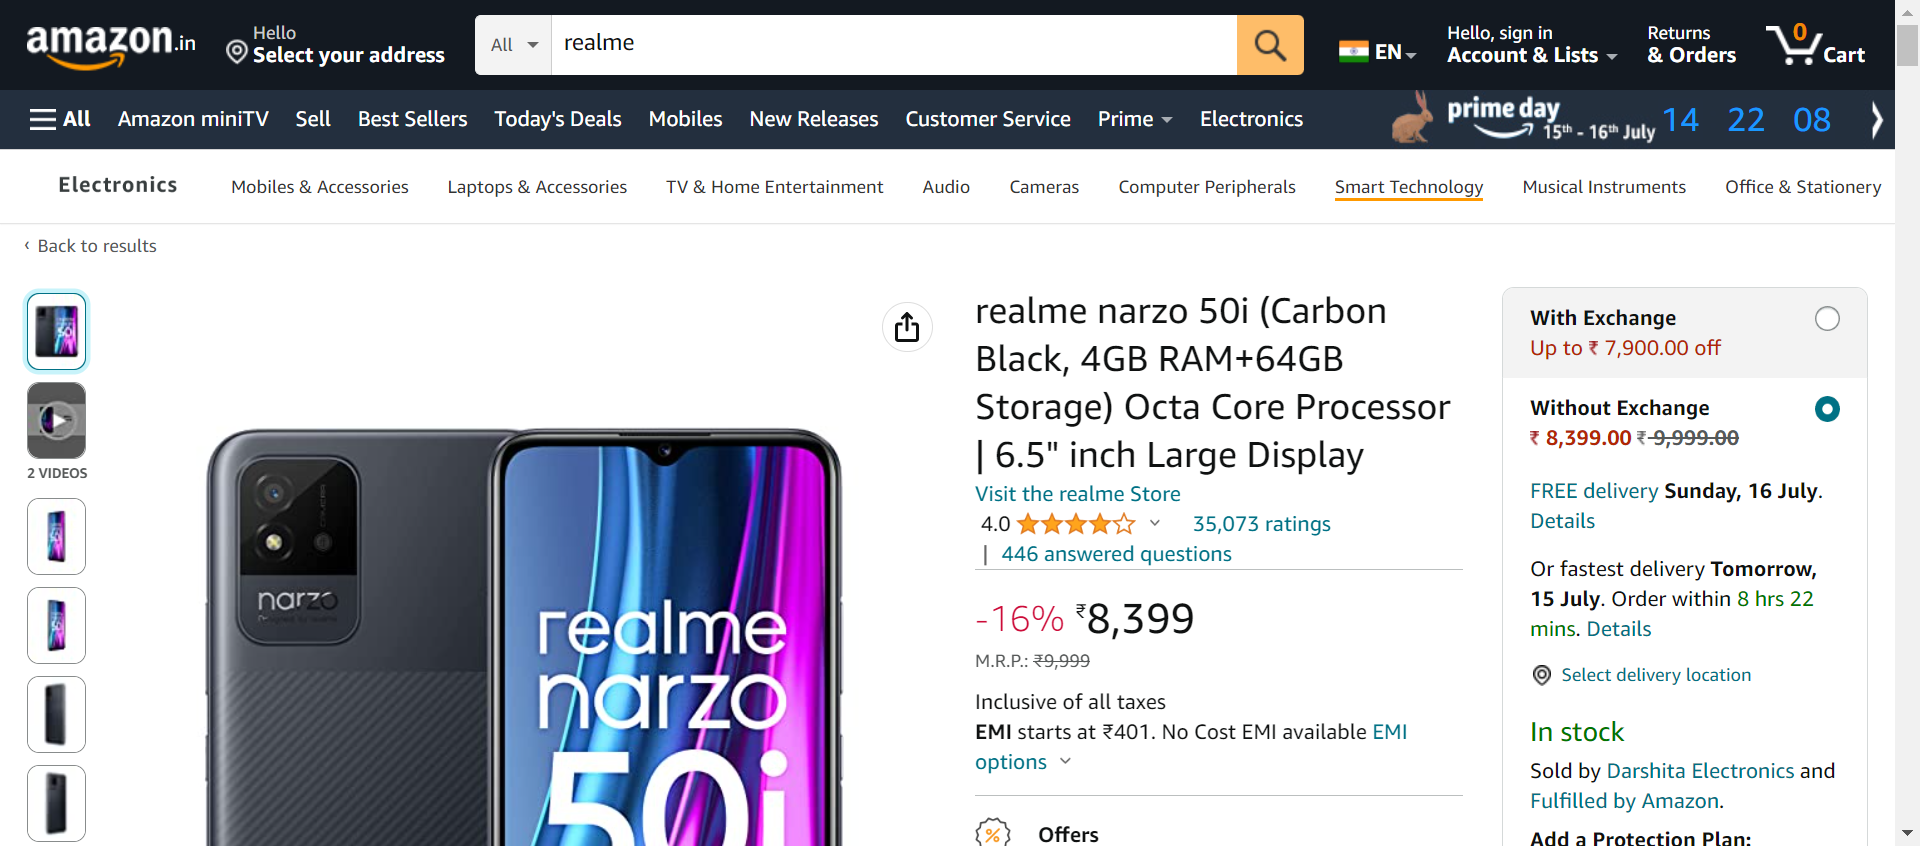 amazon.in
Hello
Select your address
All
realme
EN
Hello, sign in
Account & Lists
Returns
& Orders
0
Cart
All
Amazon miniTV
Sell
Best Sellers
Today's Deals
Mobiles
New Releases
Customer Service
Prime
Electronics
prime day
15th - 16th July
14 22 08
Electronics
Mobiles & Accessories
Laptops & Accessories
TV & Home Entertainment
Audio
Cameras
Computer Peripherals
Smart Technology
Musical Instruments
Office & Stationery
‹ Back to results
2 VIDEOS
narzo
realme
narzo
50i
realme narzo 50i (Carbon
Black, 4GB RAM+64GB
Storage) Octa Core Processor
| 6.5" inch Large Display
Visit the realme Store
4.0
35,073 ratings
| 446 answered questions
-16% ₹8,399
M.R.P.: ₹9,999
Inclusive of all taxes
EMI starts at ₹401. No Cost EMI available EMI
options
Offers
With Exchange
Up to ₹ 7,900.00 off
Without Exchange
₹ 8,399.00 ₹ 9,999.00
FREE delivery Sunday, 16 July.
Details
Or fastest delivery Tomorrow,
15 July. Order within 8 hrs 22
mins. Details
Select delivery location
In stock
Sold by Darshita Electronics and
Fulfilled by Amazon.
Add a Protection Plan: